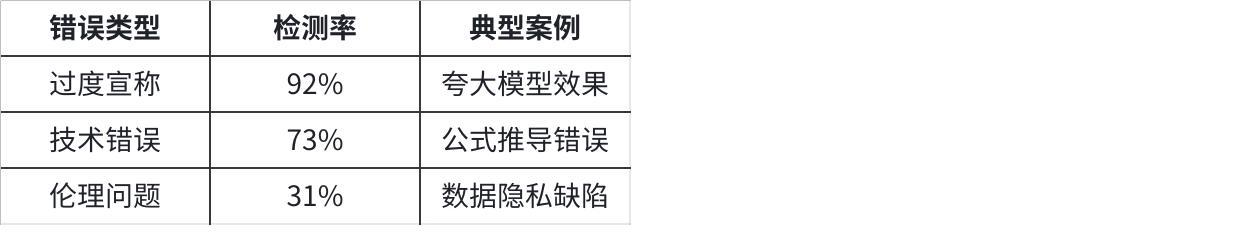 错误类型 检测率 典型案例
过度宣称 92% 夸大模型效果
技术错误 73% 公式推导错误
伦理问题 31% 数据隐私缺陷